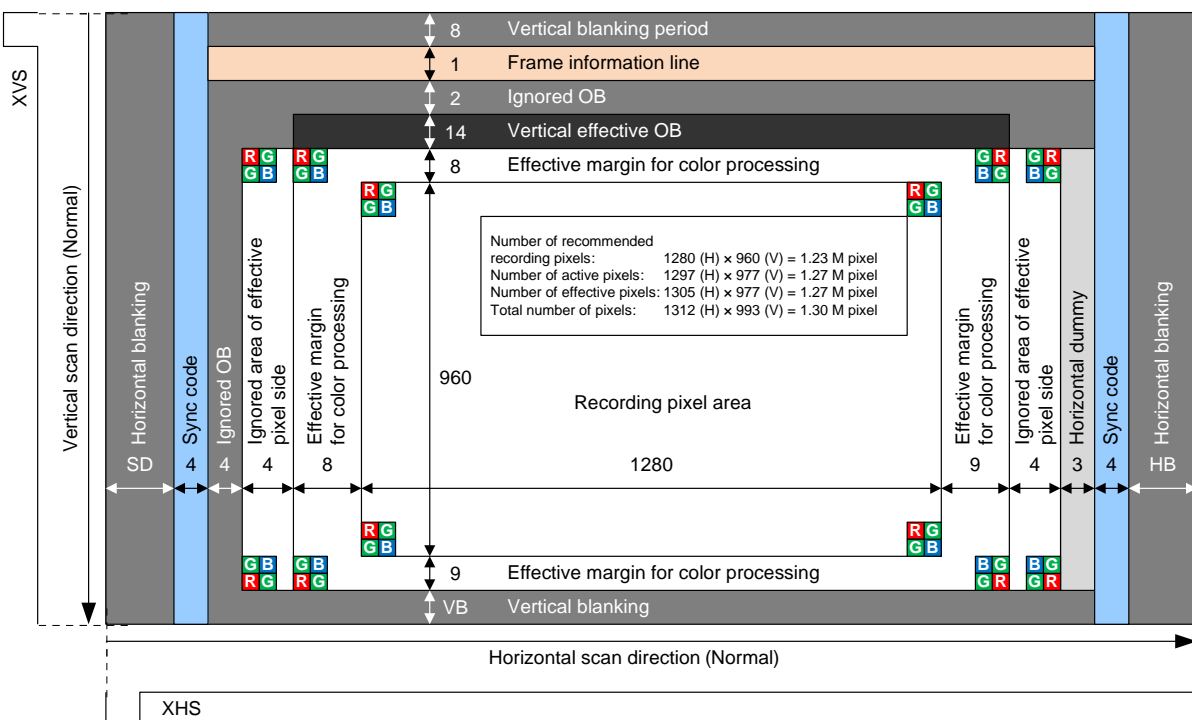 8 Vertical blanking period
1 Frame information line
2 Ignored OB
14 Vertical effective OB
R G R G G R G R
G B G B B G B G
8 Effective margin for color processing
R G R G
G B G B
XVS
Vertical scan direction (Normal)
Number of recommended
recording pixels: 1280 (H) × 960 (V) = 1.23 M pixel
Number of active pixels: 1297 (H) × 977 (V) = 1.27 M pixel
Number of effective pixels: 1305 (H) × 977 (V) = 1.27 M pixel
Total number of pixels: 1312 (H) × 993 (V) = 1.30 M pixel
Horizontal blanking
SD
Sync code
4
Ignored OB
4
Ignored area of effective
pixel side
4
Effective margin
for color processing
8
960
Recording pixel area
1280
Effective margin
for color processing
9
Ignored area of effective
pixel side
4
Horizontal dummy
3
Sync code
4
Horizontal blanking
HB
R G R G
G B G B
G B G B B G B G
R G R G G R G R
9 Effective margin for color processing
VB Vertical blanking
Horizontal scan direction (Normal)
XHS